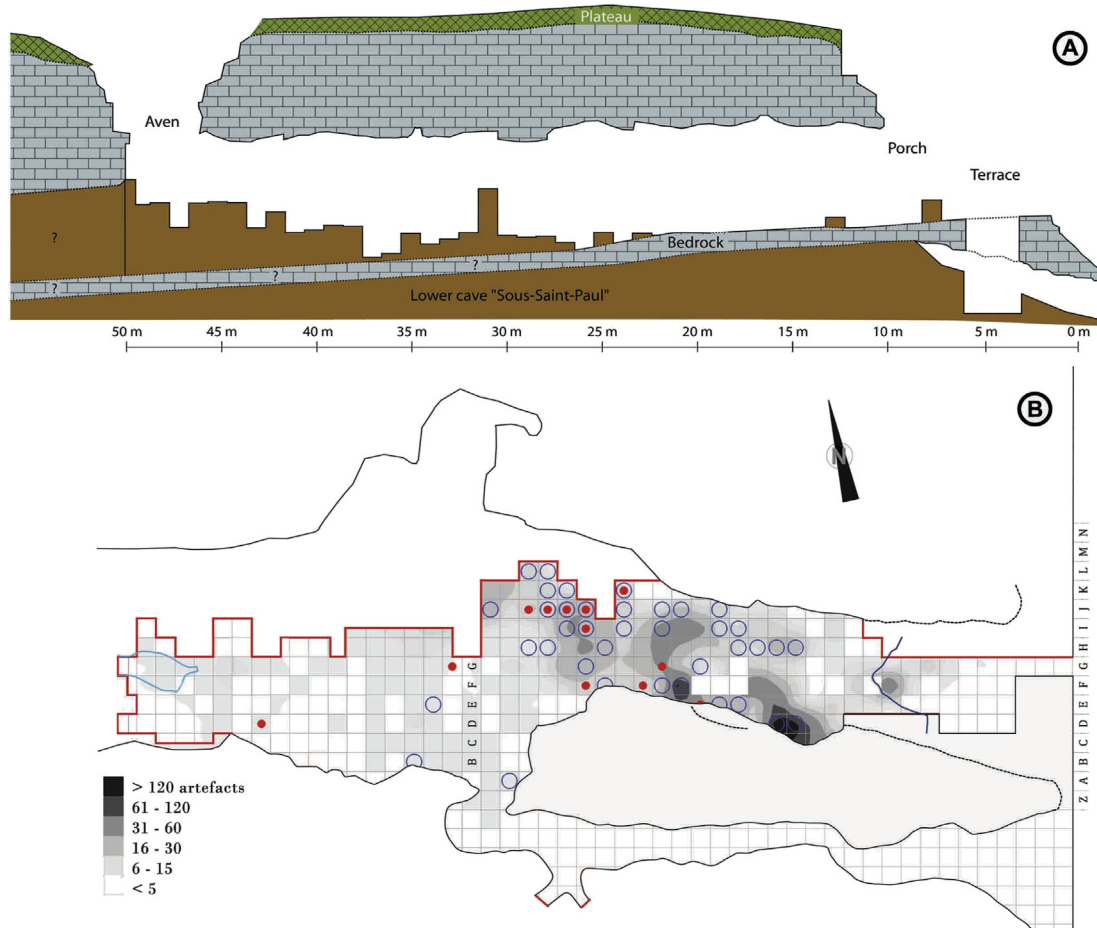 Plateau
A
Aven
Porch
Terrace
?
Bedrock
?
?
?
Lower cave "Sous-Saint-Paul"
50 m
45 m
40 m
35 m
30 m
25 m
20 m
15 m
10 m
5 m
0 m
B
N
N
M
L
K
J
I
H
G
F
E
D
C
B
A
Z
G
F
E
D
C
B
> 120 artefacts
61 - 120
31 - 60
16 - 30
6 - 15
< 5